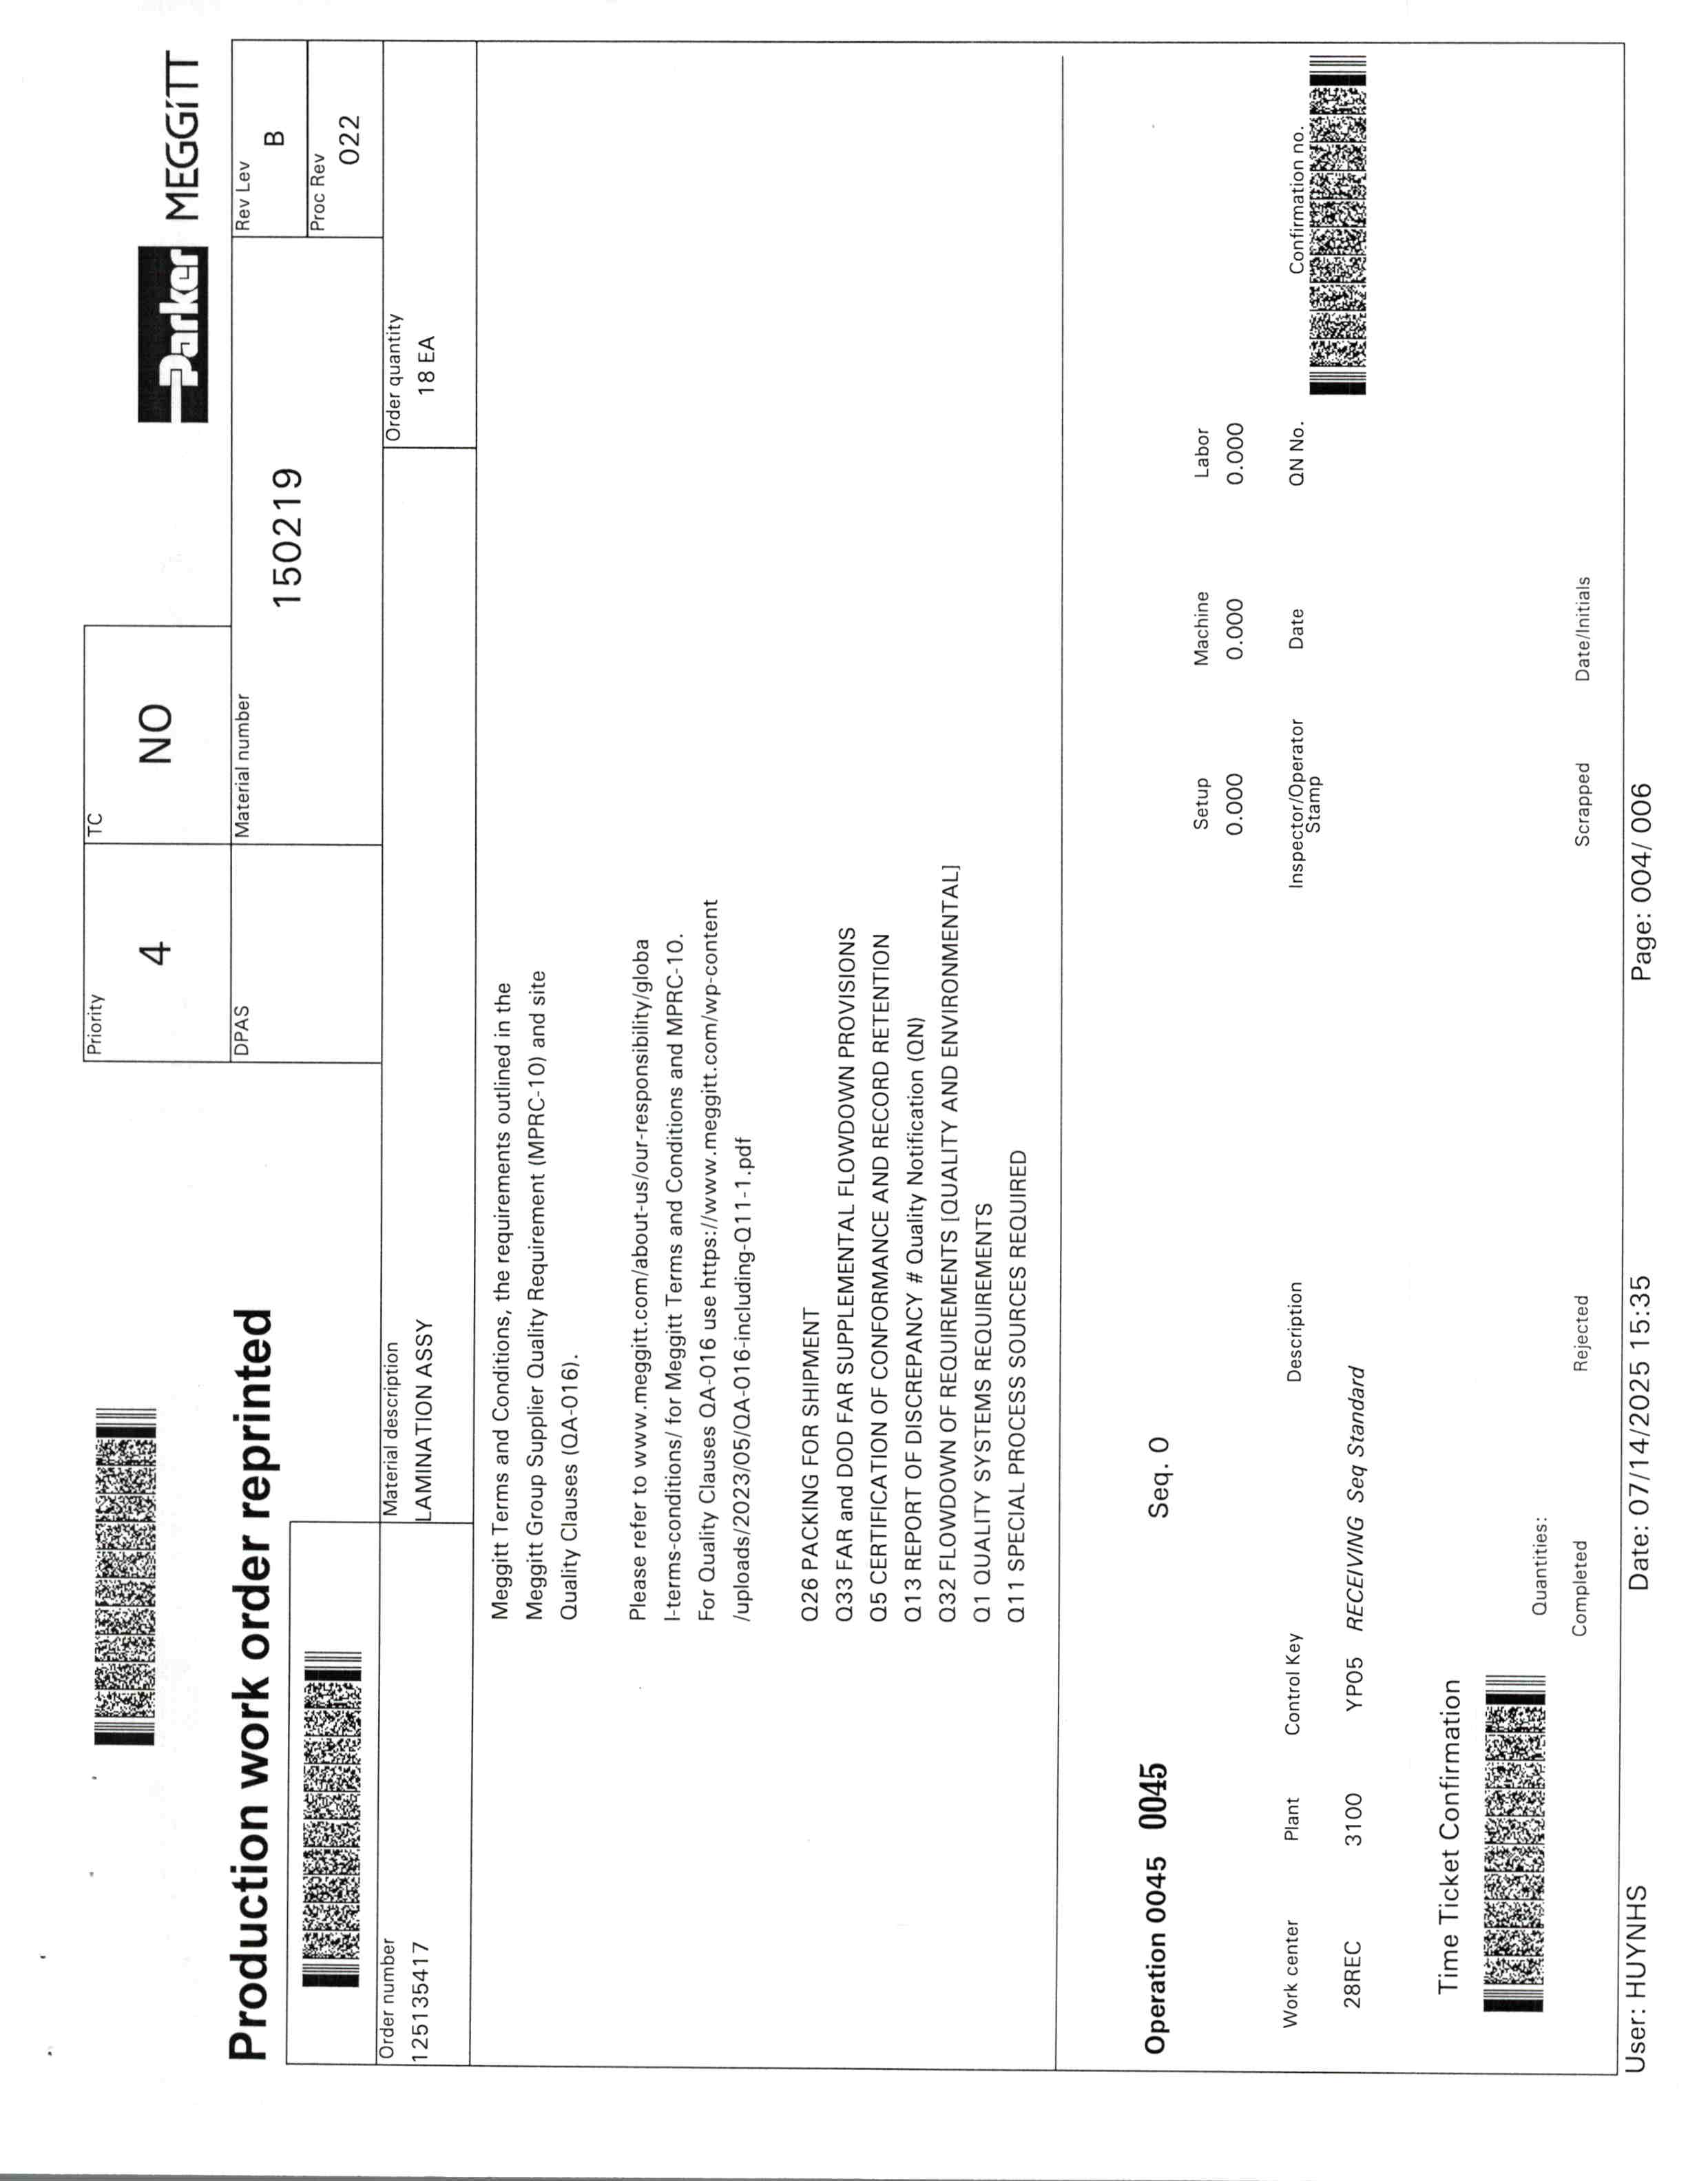 Priority
4
TC
NO
Parker MEGGiTT
Production work order reprinted
DPAS
Material number
150219
Rev Lev
B
Proc Rev
022
Order number
125135417
Material description
LAMINATION ASSY
Order quantity
18 EA
Meggitt Terms and Conditions, the requirements outlined in the
Meggitt Group Supplier Quality Requirement (MPRC-10) and site
Quality Clauses (QA-016).
Please refer to www.meggitt.com/about-us/our-responsibility/globa
l-terms-conditions/ for Meggitt Terms and Conditions and MPRC-10.
For Quality Clauses QA-016 use https://www.meggitt.com/wp-content
/uploads/2023/05/QA-016-including-Q11-1.pdf
Q26 PACKING FOR SHIPMENT
Q33 FAR and DOD FAR SUPPLEMENTAL FLOWDOWN PROVISIONS
Q5 CERTIFICATION OF CONFORMANCE AND RECORD RETENTION
Q13 REPORT OF DISCREPANCY # Quality Notification (QN)
Q32 FLOWDOWN OF REQUIREMENTS [QUALITY AND ENVIRONMENTAL]
Q1 QUALITY SYSTEMS REQUIREMENTS
Q11 SPECIAL PROCESS SOURCES REQUIRED
Operation 0045 0045 Seq. 0
Setup Machine Labor
0.000 0.000 0.000
Work center Plant Control Key Description Inspector/Operator Stamp Date QN No. Confirmation no.
28REC 3100 YP05 RECEIVING Seq Standard
Time Ticket Confirmation
Quantities:
Completed Rejected Scrapped Date/Initials
User: HUYNHS Date: 07/14/2025 15:35 Page: 004/ 006